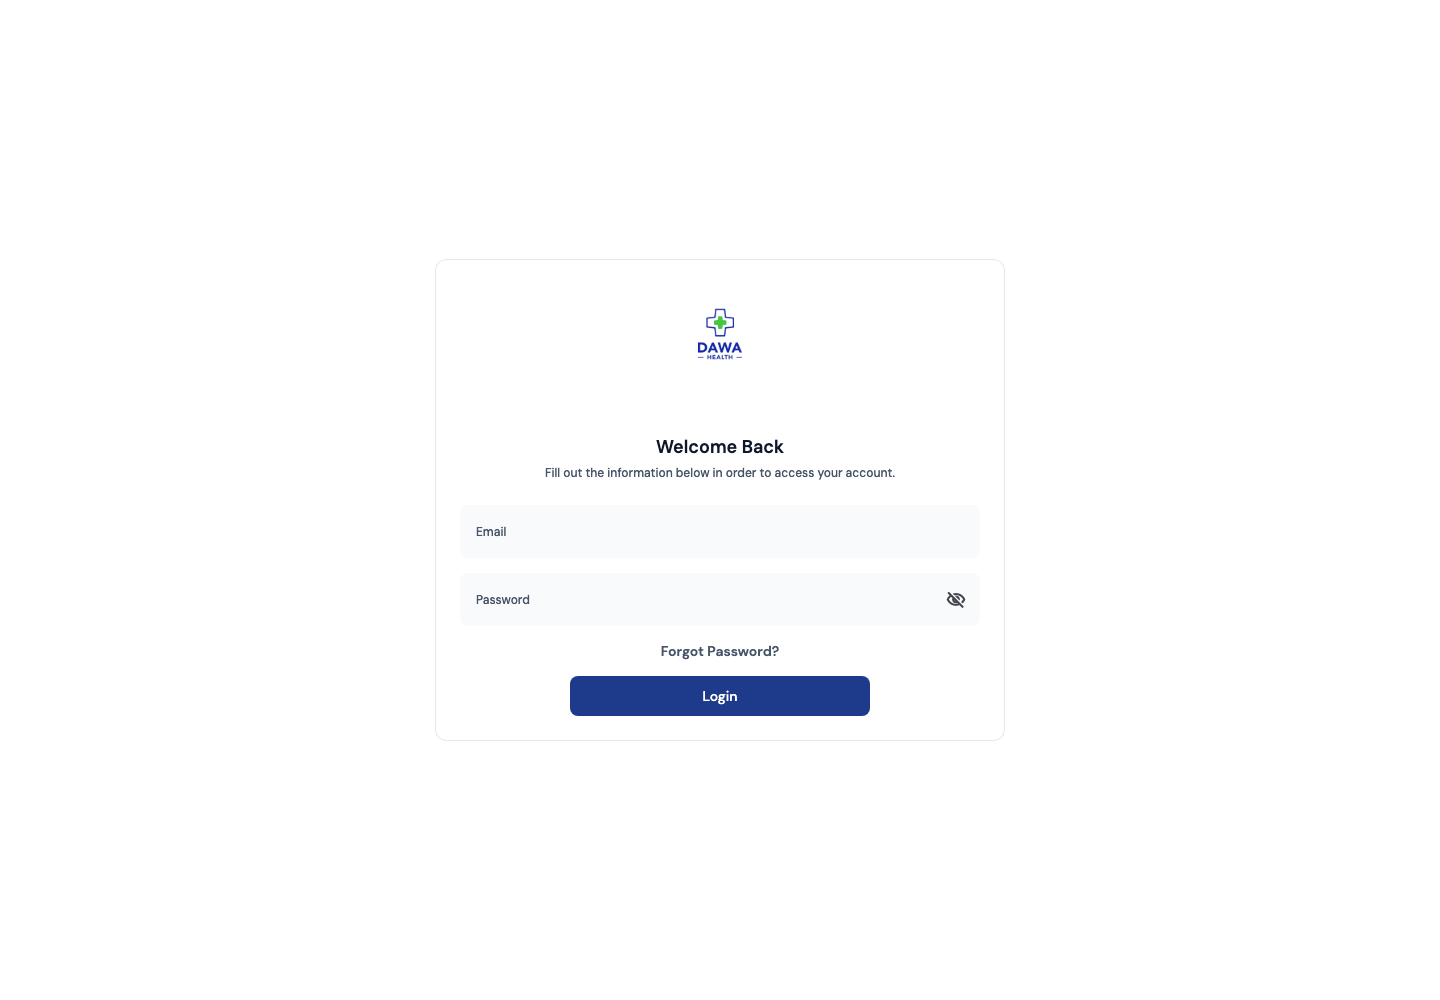 DAWA
HEALTH
Welcome Back
Fill out the information below in order to access your account.
Email
Password
Forgot Password?
Login